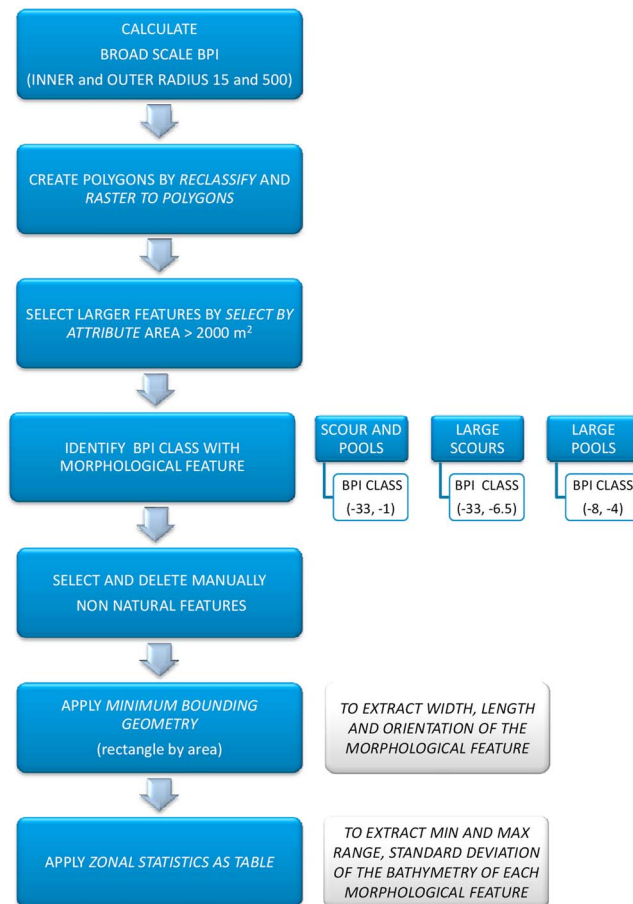 CALCULATE
BROAD SCALE BPI
(INNER and OUTER RADIUS 15 and 500)
CREATE POLYGONS BY RECLASSIFY AND
RASTER TO POLYGONS
SELECT LARGER FEATURES BY SELECT BY
ATTRIBUTE AREA > 2000 m²
IDENTIFY BPI CLASS WITH
MORPHOLOGICAL FEATURE
SCOUR AND
POOLS
BPI CLASS
(-33, -1)
LARGE
SCOURS
BPI CLASS
(-33, -6.5)
LARGE
POOLS
BPI CLASS
(-8, -4)
SELECT AND DELETE MANUALLY
NON NATURAL FEATURES
APPLY MINIMUM BOUNDING
GEOMETRY
(rectangle by area)
TO EXTRACT WIDTH, LENGTH
AND ORIENTATION OF THE
MORPHOLOGICAL FEATURE
APPLY ZONAL STATISTICS AS TABLE
TO EXTRACT MIN AND MAX
RANGE, STANDARD DEVIATION
OF THE BATHYMETRY OF EACH
MORPHOLOGICAL FEATURE